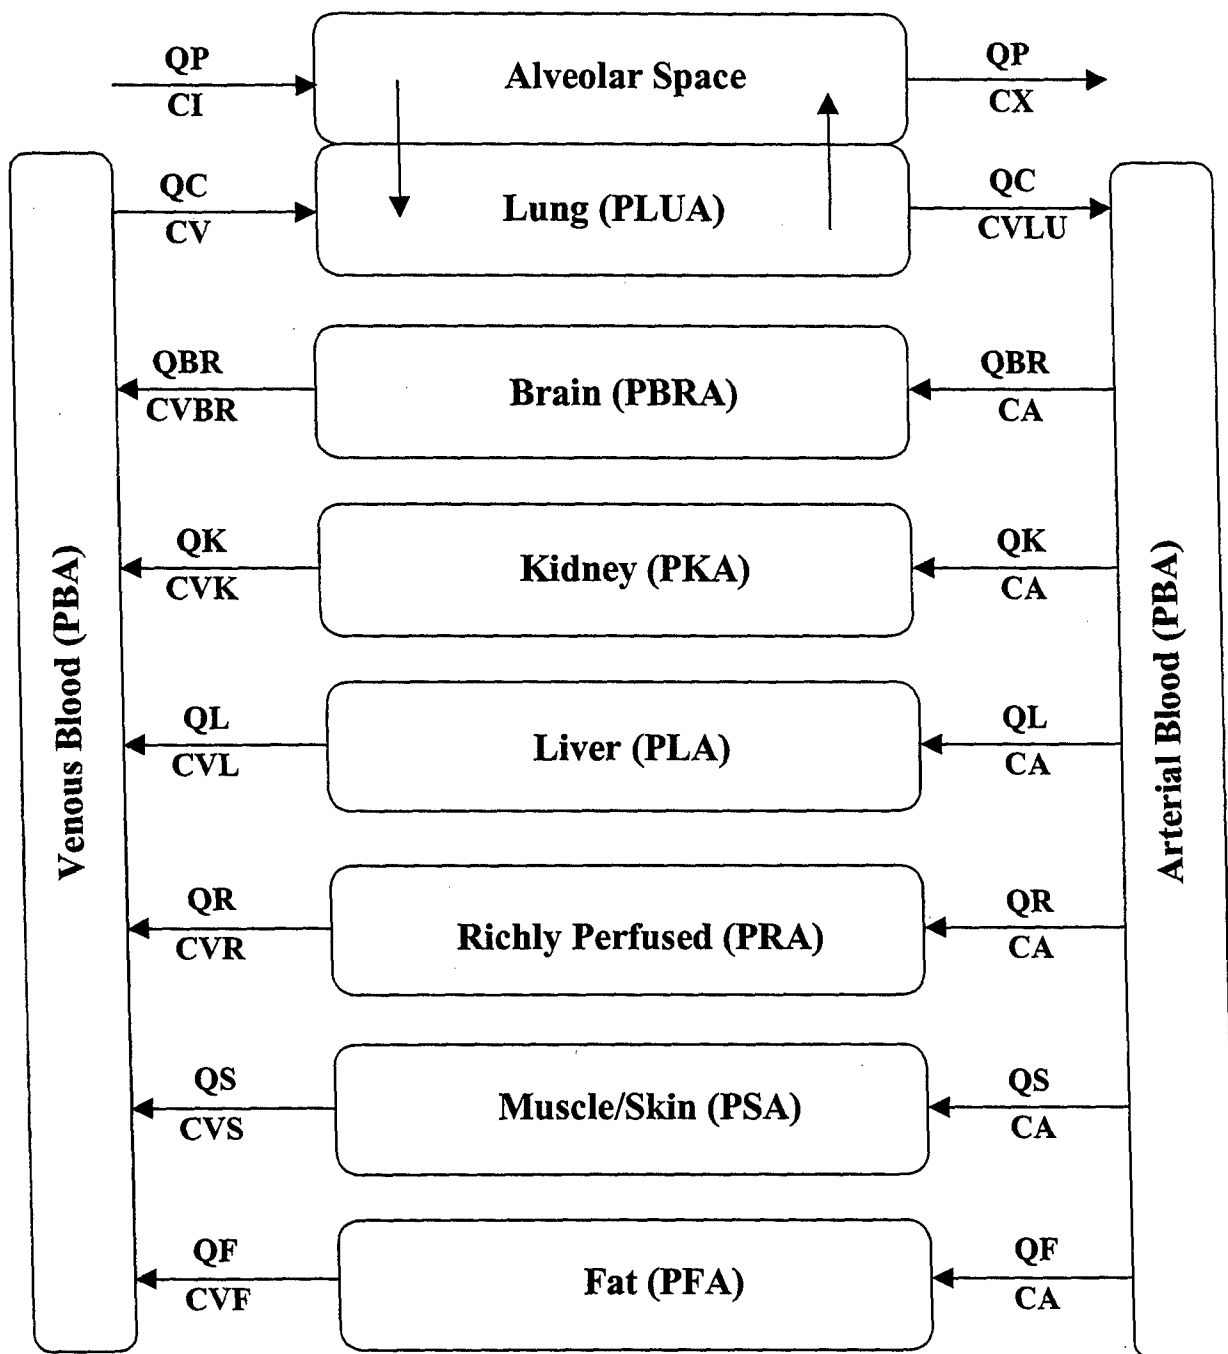 QP
CI
Alveolar Space
QP
CX
QC
CV
Lung (PLUA)
QC
CVLU
QBR
CVBR
Brain (PBRA)
QBR
CA
QK
CVK
Kidney (PKA)
QK
CA
QL
CVL
Liver (PLA)
QL
CA
QR
CVR
Richly Perfused (PRA)
QR
CA
QS
CVS
Muscle/Skin (PSA)
QS
CA
QF
CVF
Fat (PFA)
QF
CA
Venous Blood (PBA)
Arterial Blood (PBA)